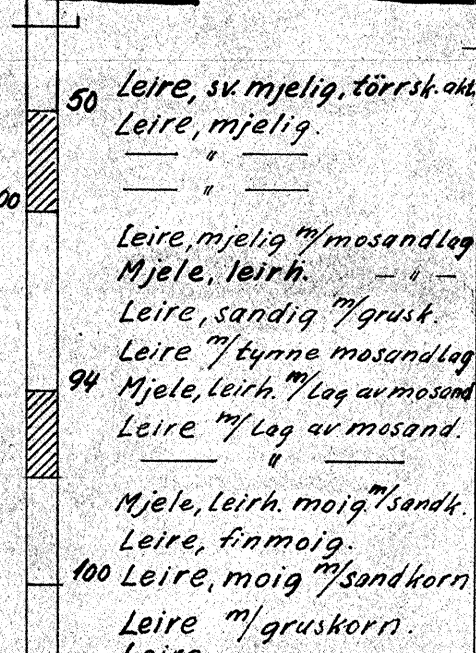 50 Leire, sv. mjelig, törrsk. akt.
Leire, mjelig.
— " —
— " —
Leire, mjelig m/mosandlag
Mjele, leirh. — " —
Leire, sandig m/grusk.
Leire m/tynne mosandlag
94 Mjele, leirh. m/Lag av mosand
Leire m/Lag av mosand.
— " —
Mjele, leirh. moig m/sandk.
Leire, finmoig.
100 Leire, moig m/sandkorn
Leire m/gruskorn.